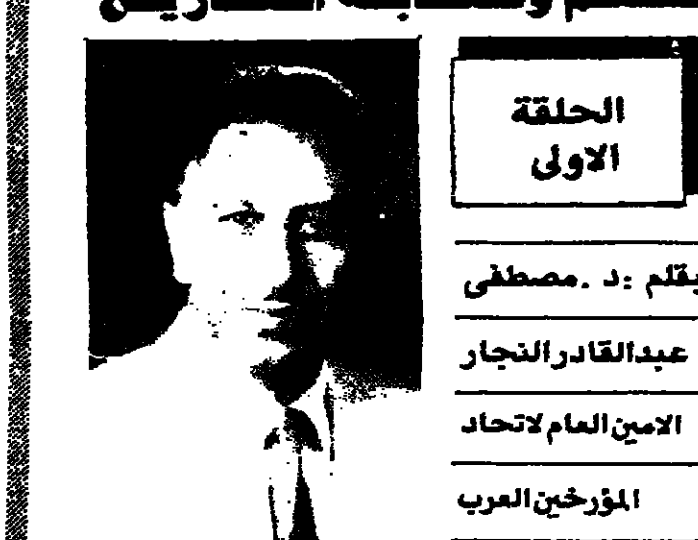 الحلقة
الاولى
بقلم :د .مصطفى
عبدالقادر النجار
الامين العام لاتحاد
المؤرخين العرب